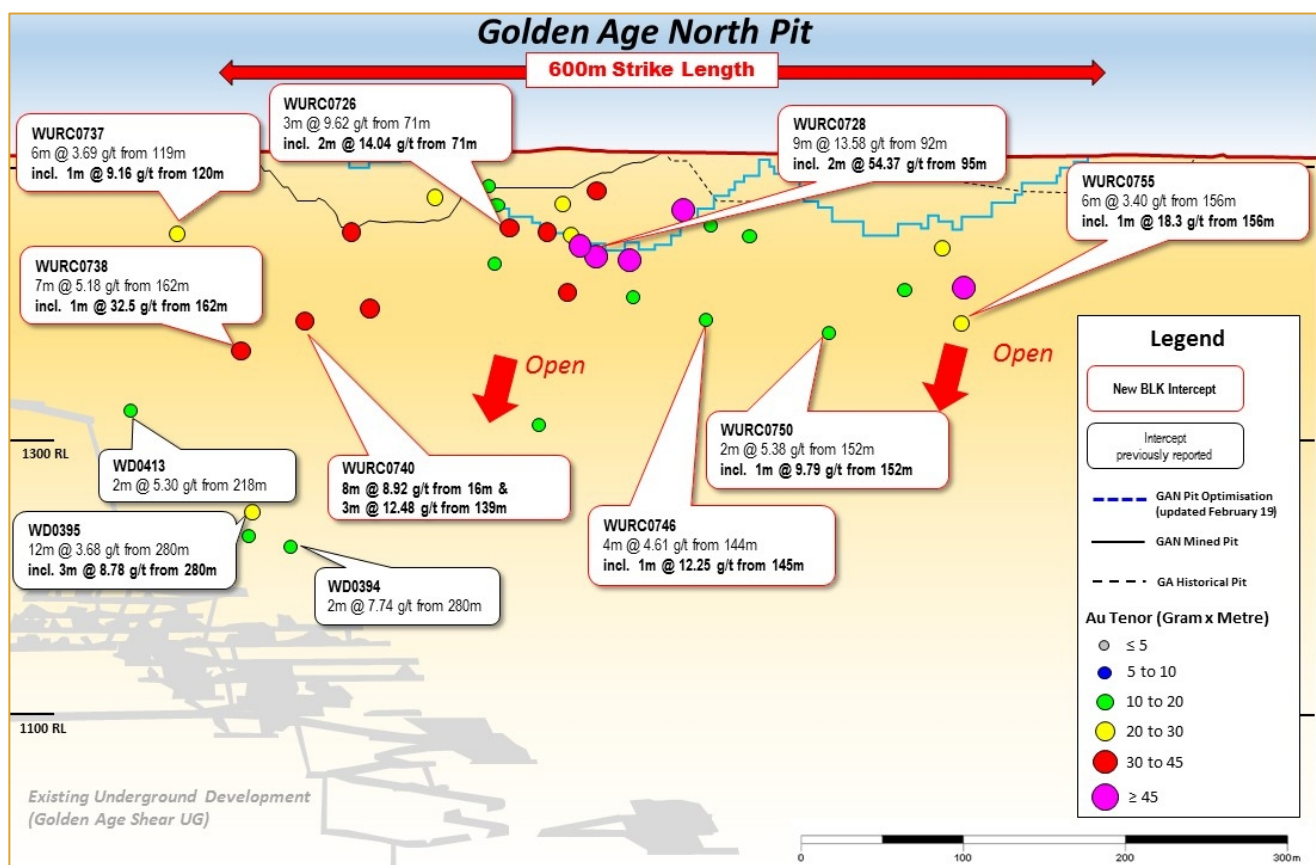 Golden Age North Pit
600m Strike Length
WURC0737
6m @ 3.69 g/t from 119m
incl. 1m @ 9.16 g/t from 120m
WURC0726
3m @ 9.62 g/t from 71m
incl. 2m @ 14.04 g/t from 71m
WURC0728
9m @ 13.58 g/t from 92m
incl. 2m @ 54.37 g/t from 95m
WURC0755
6m @ 3.40 g/t from 156m
incl. 1m @ 18.3 g/t from 156m
WURC0738
7m @ 5.18 g/t from 162m
incl. 1m @ 32.5 g/t from 162m
Open
Open
1300 RL
WD0413
2m @ 5.30 g/t from 218m
WURC0740
8m @ 8.92 g/t from 16m &
3m @ 12.48 g/t from 139m
WURC0750
2m @ 5.38 g/t from 152m
incl. 1m @ 9.79 g/t from 152m
WD0395
12m @ 3.68 g/t from 280m
incl. 3m @ 8.78 g/t from 280m
WD0394
2m @ 7.74 g/t from 280m
WURC0746
4m @ 4.61 g/t from 144m
incl. 1m @ 12.25 g/t from 145m
1100 RL
Existing Underground Development
(Golden Age Shear UG)
Legend
New BLK Intercept
Intercept
previously reported
GAN Pit Optimisation
(updated February 19)
GAN Mined Pit
GA Historical Pit
Au Tenor (Gram x Metre)
≤ 5
5 to 10
10 to 20
20 to 30
30 to 45
≥ 45
0
100
200
300m